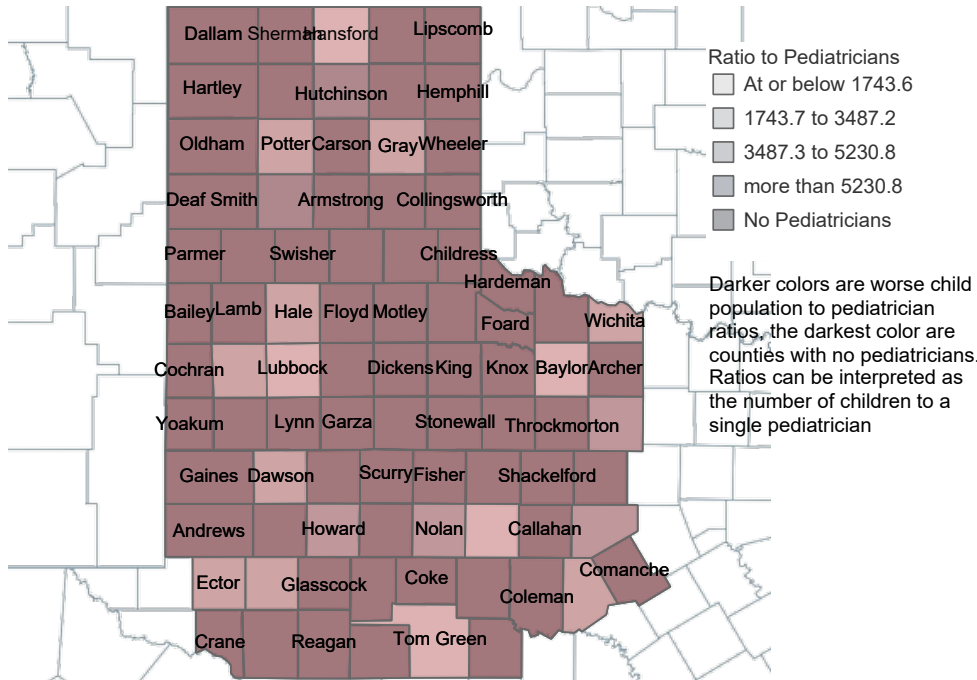 Dallam Sherman Hansford Lipscomb
Hartley Hutchinson Hemphill
Oldham Potter Carson Gray Wheeler
Deaf Smith Armstrong Collingsworth
Parmer Swisher Childress
Hardeman
Bailey Lamb Hale Floyd Motley Foard Wichita
Cochran Lubbock Dickens King Knox Baylor Archer
Yoakum Lynn Garza Stonewall Throckmorton
Gaines Dawson Scurry Fisher Shackelford
Andrews Howard Nolan Callahan
Ector Glasscock Coke Coleman Comanche
Crane Reagan Tom Green
Ratio to Pediatricians
At or below 1743.6
1743.7 to 3487.2
3487.3 to 5230.8
more than 5230.8
No Pediatricians
Darker colors are worse child
population to pediatrician
ratios, the darkest color are
counties with no pediatricians.
Ratios can be interpreted as
the number of children to a
single pediatrician